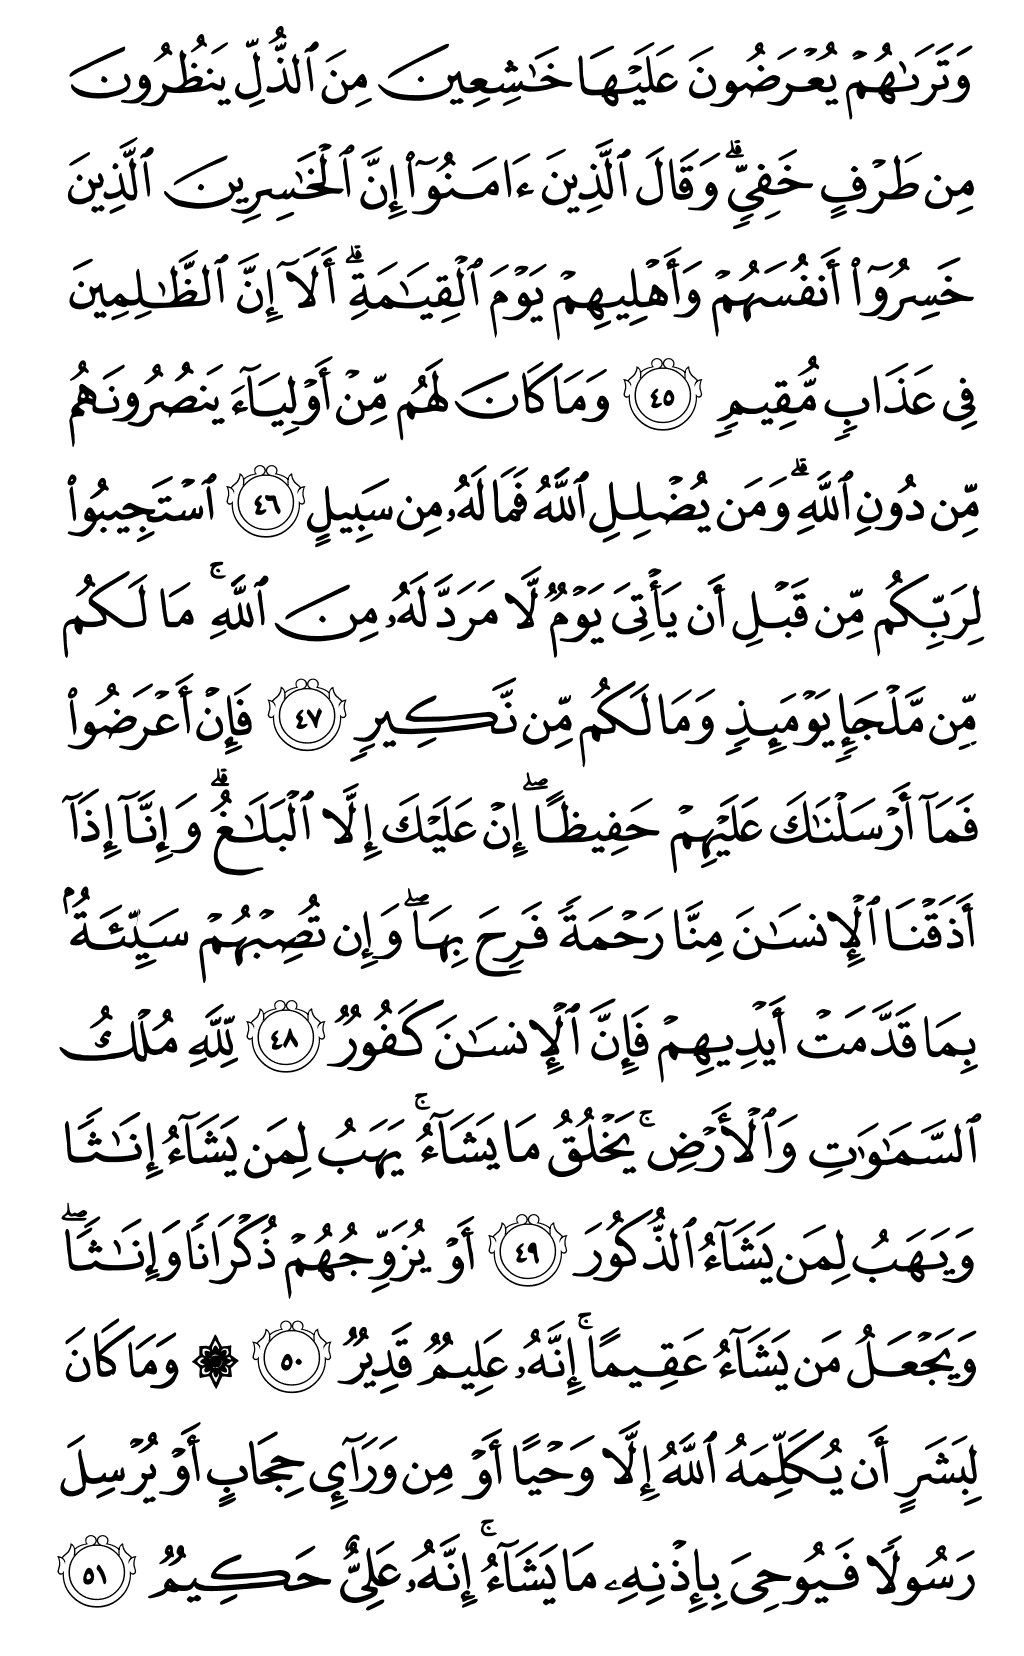 وَتَرَىٰهُمْ يُعْرَضُونَ عَلَيْهَا خَـٰشِعِينَ مِنَ ٱلذُّلِّ يَنظُرُونَ
مِن طَرْفٍ خَفِىٍّ ۗ وَقَالَ ٱلَّذِينَ ءَامَنُوٓا۟ إِنَّ ٱلْخَـٰسِرِينَ ٱلَّذِينَ
خَسِرُوٓا۟ أَنفُسَهُمْ وَأَهْلِيهِمْ يَوْمَ ٱلْقِيَـٰمَةِ ۗ أَلَآ إِنَّ ٱلظَّـٰلِمِينَ
فِى عَذَابٍ مُّقِيمٍ ٤٥ وَمَا كَانَ لَهُم مِّنْ أَوْلِيَآءَ يَنصُرُونَهُم
مِّن دُونِ ٱللَّهِ ۗ وَمَن يُضْلِلِ ٱللَّهُ فَمَا لَهُۥ مِن سَبِيلٍ ٤٦ ٱسْتَجِيبُوا۟
لِرَبِّكُم مِّن قَبْلِ أَن يَأْتِىَ يَوْمٌ لَّا مَرَدَّ لَهُۥ مِنَ ٱللَّهِ ۚ مَا لَكُم
مِّن مَّلْجَإٍ يَوْمَئِذٍ وَمَا لَكُم مِّن نَّكِيرٍ ٤٧ فَإِنْ أَعْرَضُوا۟
فَمَآ أَرْسَلْنَـٰكَ عَلَيْهِمْ حَفِيظًا ۖ إِنْ عَلَيْكَ إِلَّا ٱلْبَلَـٰغُ ۗ وَإِنَّآ إِذَآ
أَذَقْنَا ٱلْإِنسَـٰنَ مِنَّا رَحْمَةً فَرِحَ بِهَا ۖ وَإِن تُصِبْهُمْ سَيِّئَةٌۢ
بِمَا قَدَّمَتْ أَيْدِيهِمْ فَإِنَّ ٱلْإِنسَـٰنَ كَفُورٌ ٤٨ لِّلَّهِ مُلْكُ
ٱلسَّمَـٰوَٰتِ وَٱلْأَرْضِ ۚ يَخْلُقُ مَا يَشَآءُ ۚ يَهَبُ لِمَن يَشَآءُ إِنَـٰثًا
وَيَهَبُ لِمَن يَشَآءُ ٱلذُّكُورَ ٤٩ أَوْ يُزَوِّجُهُمْ ذُكْرَانًا وَإِنَـٰثًا ۖ
وَيَجْعَلُ مَن يَشَآءُ عَقِيمًا ۚ إِنَّهُۥ عَلِيمٌ قَدِيرٌ ٥٠ ۞ وَمَا كَانَ
لِبَشَرٍ أَن يُكَلِّمَهُ ٱللَّهُ إِلَّا وَحْيًا أَوْ مِن وَرَآئِ حِجَابٍ أَوْ يُرْسِلَ
رَسُولًا فَيُوحِىَ بِإِذْنِهِۦ مَا يَشَآءُ ۚ إِنَّهُۥ عَلِىٌّ حَكِيمٌ ٥١